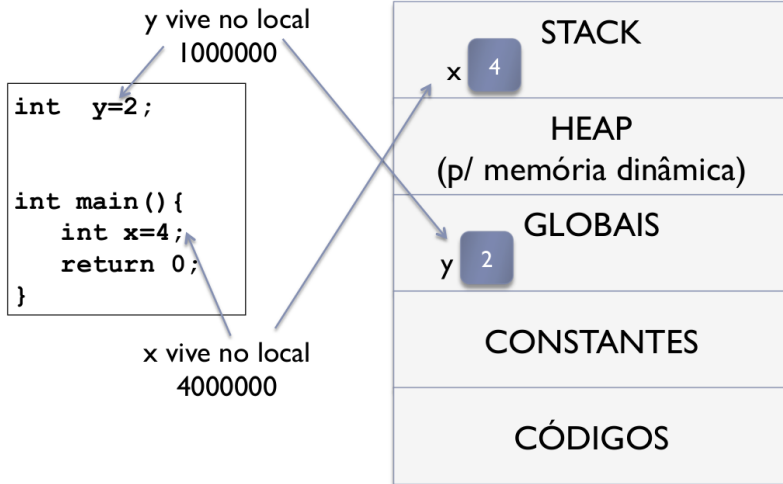 y vive no local
1000000
int  y=2;
int main(){
   int x=4;
   return 0;
}
x vive no local
4000000
STACK
x 4
HEAP
(p/ memória dinâmica)
GLOBAIS
y 2
CONSTANTES
CÓDIGOS